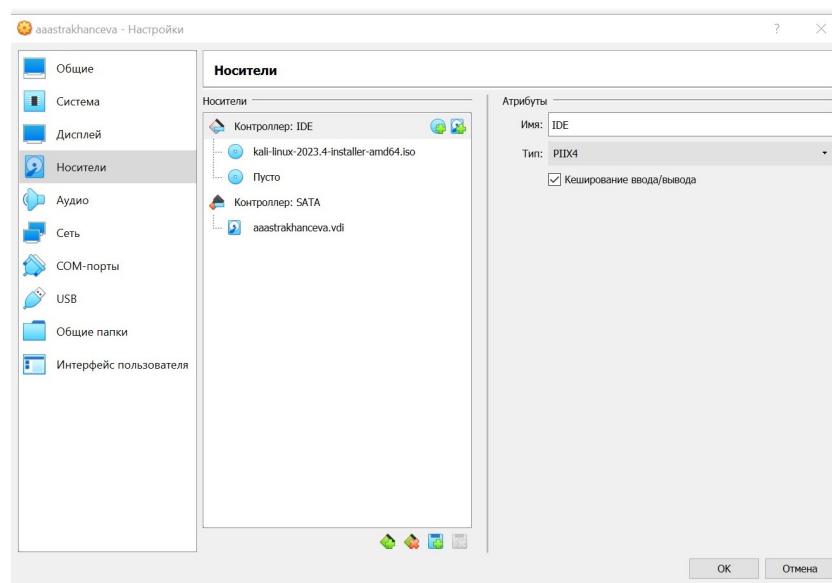 aaastrakhanceva - Настройки
Общие
Система
Дисплей
Носители
Аудио
Сеть
COM-порты
USB
Общие папки
Интерфейс пользователя
Носители
Носители
Контроллер: IDE
kali-linux-2023.4-installer-amd64.iso
Пусто
Контроллер: SATA
aaastrakhanceva.vdi
Атрибуты
Имя: IDE
Тип: PIIX4
Кеширование ввода/вывода
OK Отмена